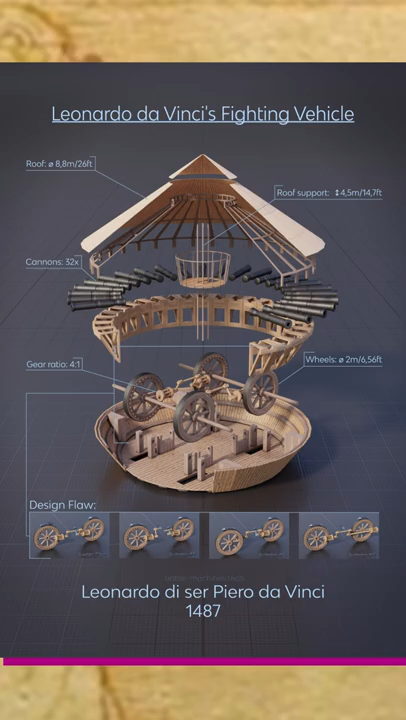 Leonardo da Vinci's Fighting Vehicle
Roof: ø 8,8m/26ft
Roof support: ↕4,5m/14,7ft
Cannons: 32x
Gear ratio: 4:1
Wheels: ø 2m/6,56ft
Design Flaw:
Leonardo di ser Piero da Vinci
1487